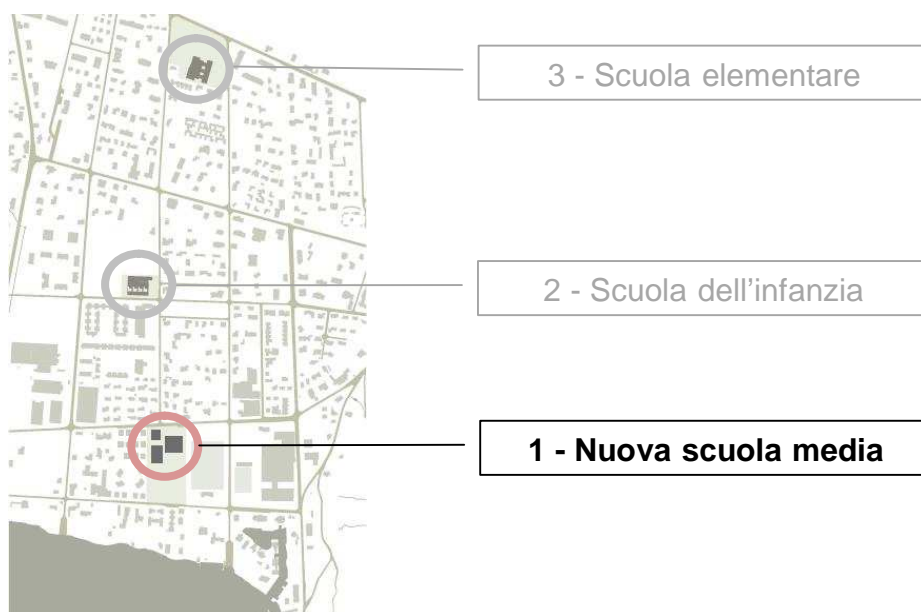 3 - Scuola elementare
2 - Scuola dell'infanzia
1 - Nuova scuola media